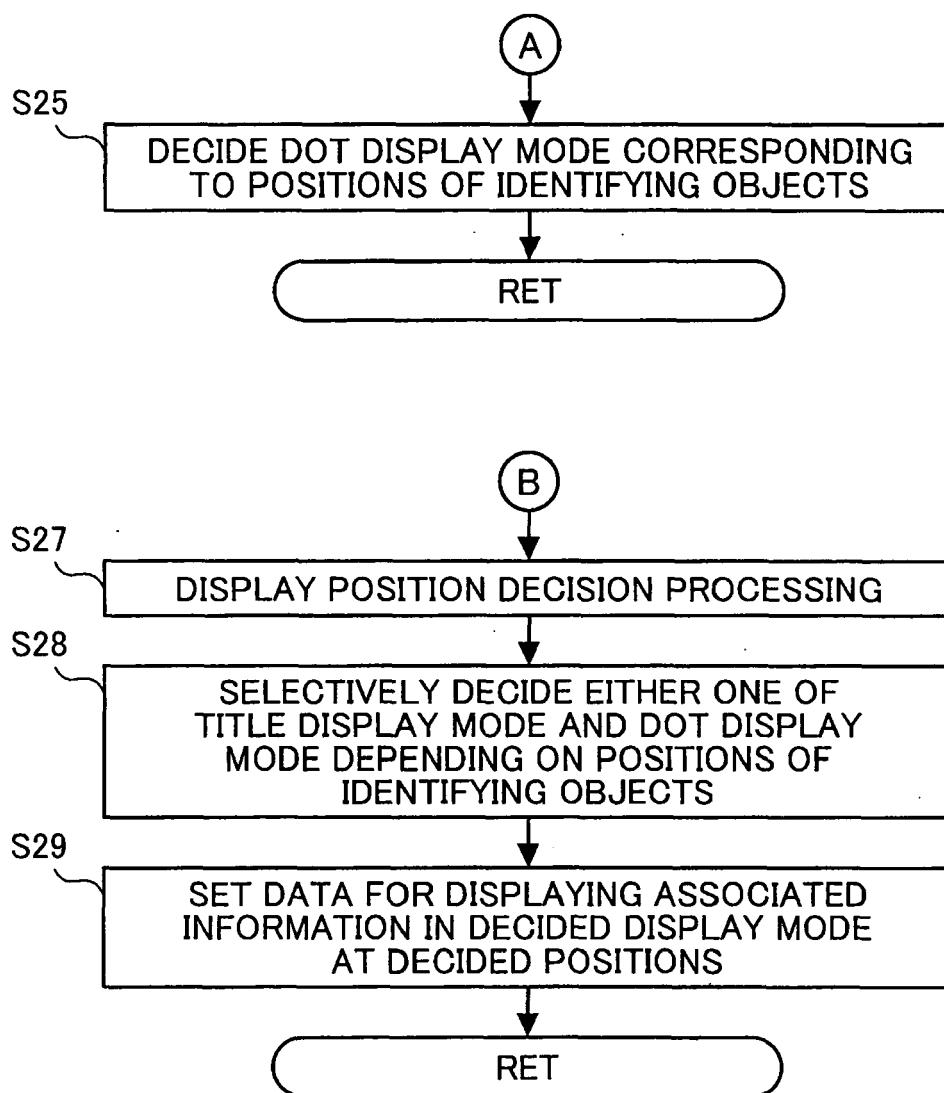 A
S25
DECIDE DOT DISPLAY MODE CORRESPONDING
TO POSITIONS OF IDENTIFYING OBJECTS
RET
B
S27
DISPLAY POSITION DECISION PROCESSING
S28
SELECTIVELY DECIDE EITHER ONE OF
TITLE DISPLAY MODE AND DOT DISPLAY
MODE DEPENDING ON POSITIONS OF
IDENTIFYING OBJECTS
S29
SET DATA FOR DISPLAYING ASSOCIATED
INFORMATION IN DECIDED DISPLAY MODE
AT DECIDED POSITIONS
RET